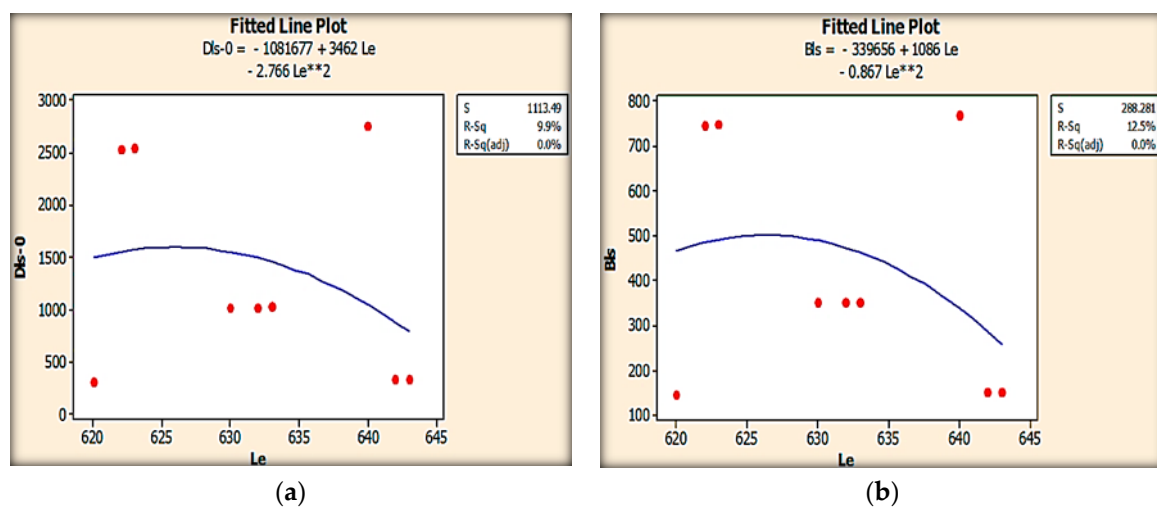 Fitted Line Plot
Dls-0 = - 1081677 + 3462 Le
- 2.766 Le**2
S 1113.49
R-Sq 9.9%
R-Sq(adj) 0.0%
3000
2500
2000
1500
1000
500
0
Dls-0
620 625 630 635 640 645
Le
(a)
Fitted Line Plot
Bls = - 339656 + 1086 Le
- 0.867 Le**2
S 288.281
R-Sq 12.5%
R-Sq(adj) 0.0%
800
700
600
500
400
300
200
100
Bls
620 625 630 635 640 645
Le
(b)